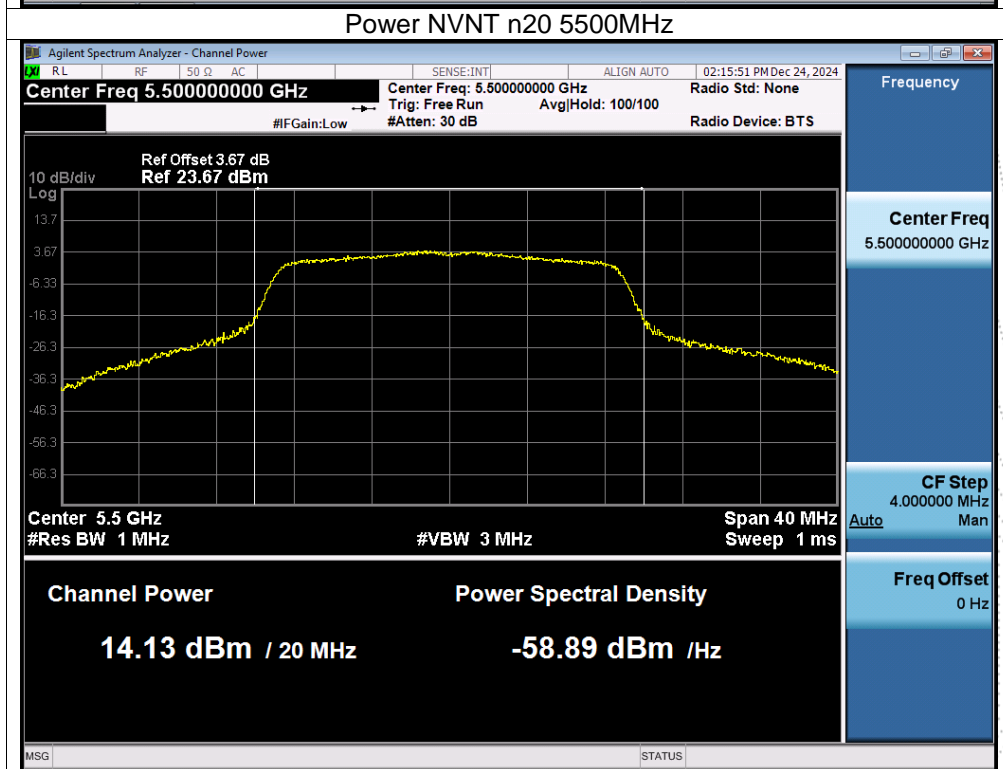 Power NVNT n20 5500MHz
Agilent Spectrum Analyzer - Channel Power
LXI RL RF 50 Ω AC SENSE:INT ALIGN AUTO 02:15:51 PM Dec 24, 2024
Center Freq 5.500000000 GHz
Center Freq: 5.500000000 GHz
Radio Std: None
Trig: Free Run Avg|Hold: 100/100
#IFGain:Low
#Atten: 30 dB
Radio Device: BTS
Ref Offset 3.67 dB
10 dB/div Ref 23.67 dBm
Log
13.7
3.67
-6.33
-16.3
-26.3
-36.3
-46.3
-56.3
-66.3
Center 5.5 GHz Span 40 MHz
#Res BW 1 MHz #VBW 3 MHz Sweep 1 ms
Channel Power Power Spectral Density
14.13 dBm / 20 MHz -58.89 dBm /Hz
Frequency
Center Freq
5.500000000 GHz
CF Step
4.000000 MHz
Auto Man
Freq Offset
0 Hz
MSG STATUS